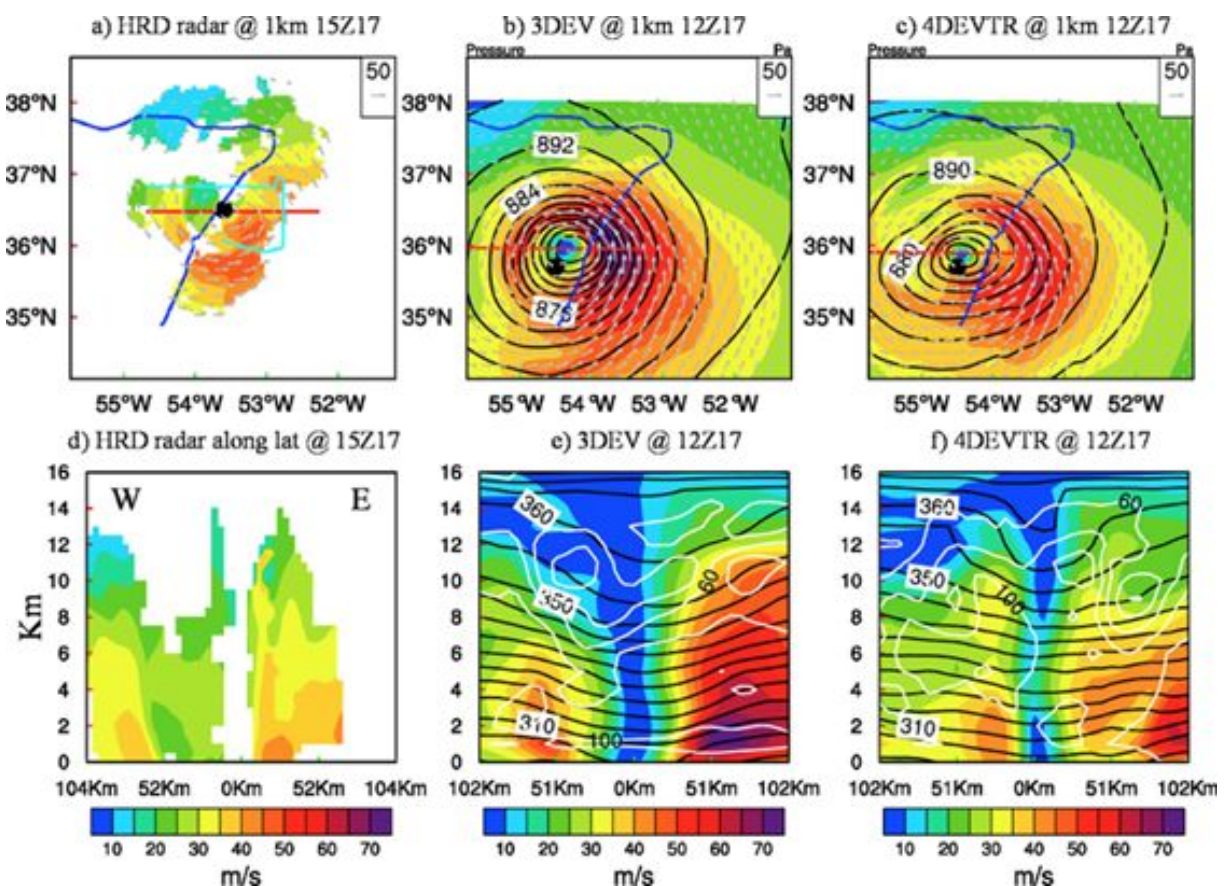 a) HRD radar @ 1km 15Z17
b) 3DEV @ 1km 12Z17
c) 4DEVTR @ 1km 12Z17
Pressure Pa
Pressure Pa
50
50
50
38°N
37°N
36°N
35°N
38°N
37°N
36°N
35°N
892
884
876
38°N
37°N
36°N
35°N
890
880
55°W 54°W 53°W 52°W
55°W 54°W 53°W 52°W
55°W 54°W 53°W 52°W
d) HRD radar along lat @ 15Z17
e) 3DEV @ 12Z17
f) 4DEVTR @ 12Z17
Km
16
14
12
10
8
6
4
2
0
W E
16
14
12
10
8
6
4
2
0
360
350
60
310
100
16
14
12
10
8
6
4
2
0
360
60
350
100
310
104Km 52Km 0Km 52Km 104Km
102Km 51Km 0Km 51Km 102Km
102Km 51Km 0Km 51Km 102Km
10 20 30 40 50 60 70
10 20 30 40 50 60 70
10 20 30 40 50 60 70
m/s
m/s
m/s